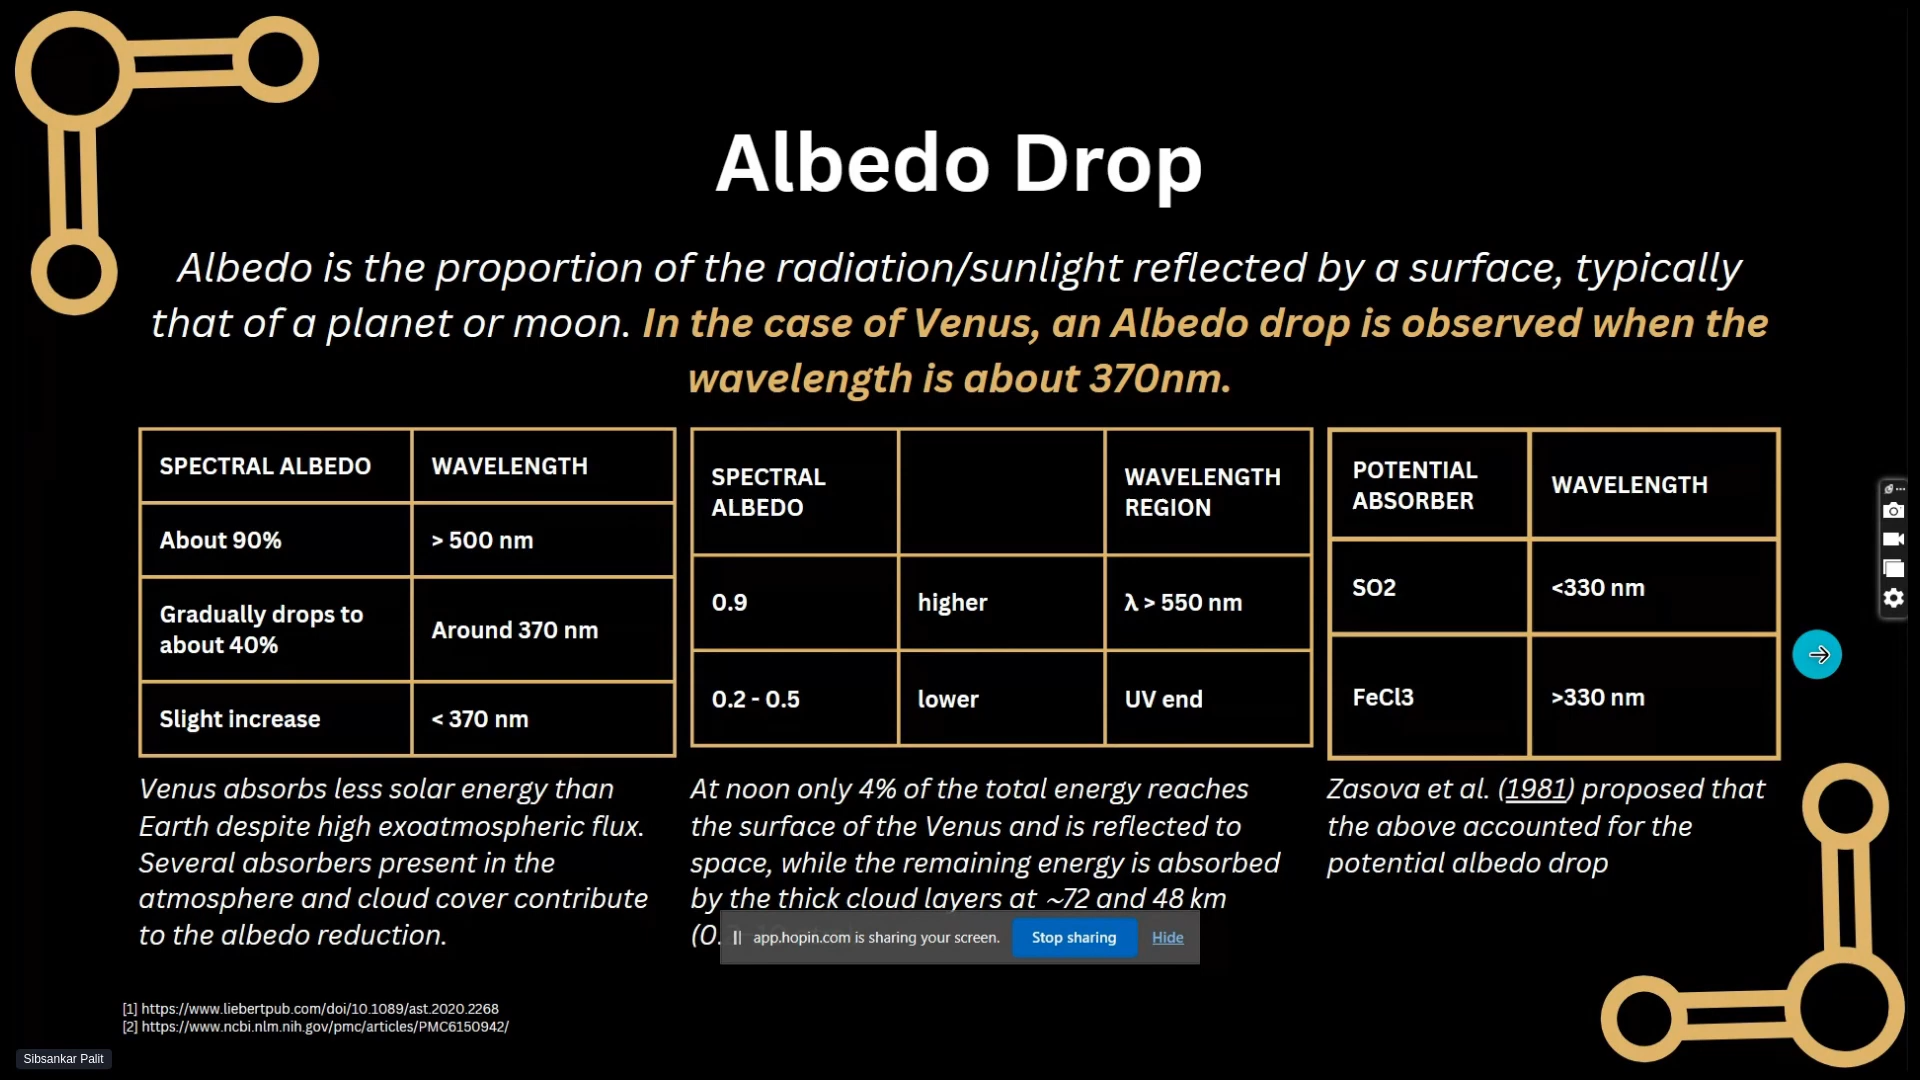 Albedo Drop
Albedo is the proportion of the radiation/sunlight reflected by a surface, typically
that of a planet or moon. In the case of Venus, an Albedo drop is observed when the
wavelength is about 370nm.
SPECTRAL ALBEDO WAVELENGTH
About 90% > 500 nm
Gradually drops to
about 40%
Around 370 nm
Slight increase < 370 nm
SPECTRAL
ALBEDO
WAVELENGTH
REGION
0.9 higher λ > 550 nm
0.2 - 0.5 lower UV end
POTENTIAL
ABSORBER
WAVELENGTH
SO2 <330 nm
FeCl3 >330 nm
Venus absorbs less solar energy than
Earth despite high exoatmospheric flux.
Several absorbers present in the
atmosphere and cloud cover contribute
to the albedo reduction.
At noon only 4% of the total energy reaches
the surface of the Venus and is reflected to
space, while the remaining energy is absorbed
by the thick cloud layers at ~72 and 48 km
(0.
Zasova et al. (1981) proposed that
the above accounted for the
potential albedo drop
app.hopin.com is sharing your screen. Stop sharing Hide
[1] https://www.liebertpub.com/doi/10.1089/ast.2020.2268
[2] https://www.ncbi.nlm.nih.gov/pmc/articles/PMC6150942/
Sibsankar Palit